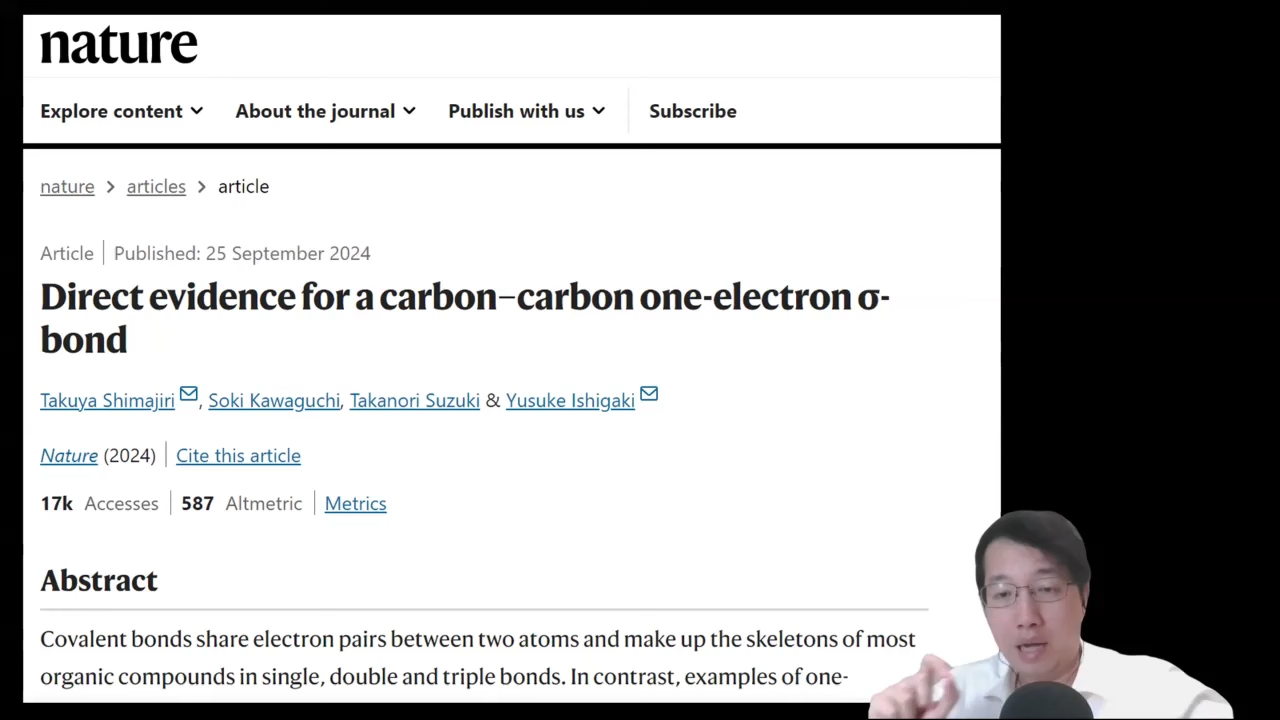 nature
Explore content About the journal Publish with us Subscribe
nature > articles > article
Article | Published: 25 September 2024
Direct evidence for a carbon–carbon one-electron σ-
bond
Takuya Shimajiri, Soki Kawaguchi, Takanori Suzuki & Yusuke Ishigaki
Nature (2024) | Cite this article
17k Accesses | 587 Altmetric | Metrics
Abstract
Covalent bonds share electron pairs between two atoms and make up the skeletons of most
organic compounds in single, double and triple bonds. In contrast, examples of one-